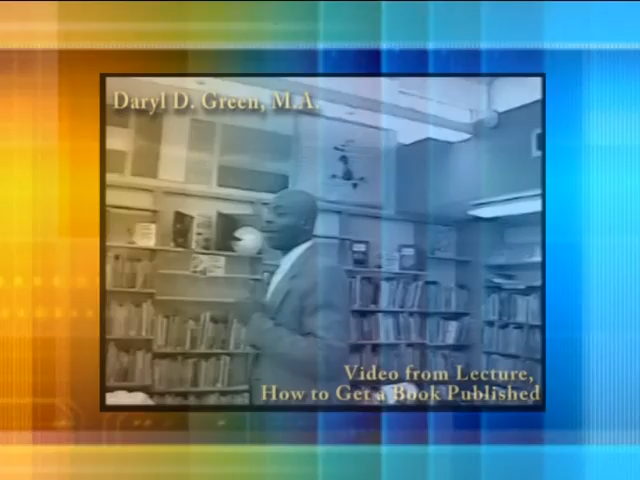 Daryl D. Green, M.A.
Video from Lecture,
How to Get a Book Published